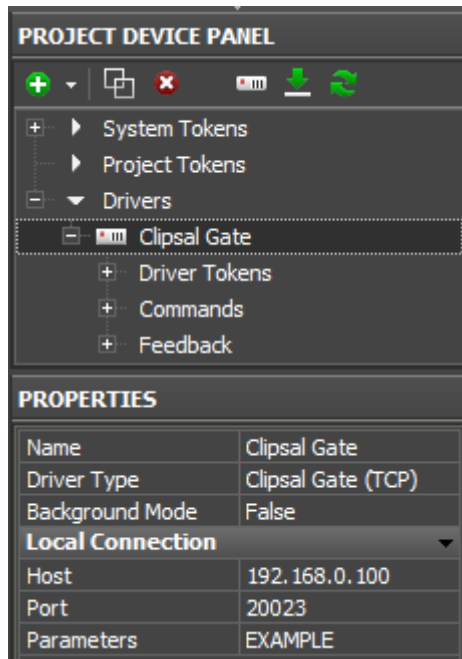 PROJECT DEVICE PANEL
System Tokens
Project Tokens
Drivers
Clipsal Gate
Driver Tokens
Commands
Feedback
PROPERTIES
Name Clipsal Gate
Driver Type Clipsal Gate (TCP)
Background Mode False
Local Connection
Host 192.168.0.100
Port 20023
Parameters EXAMPLE